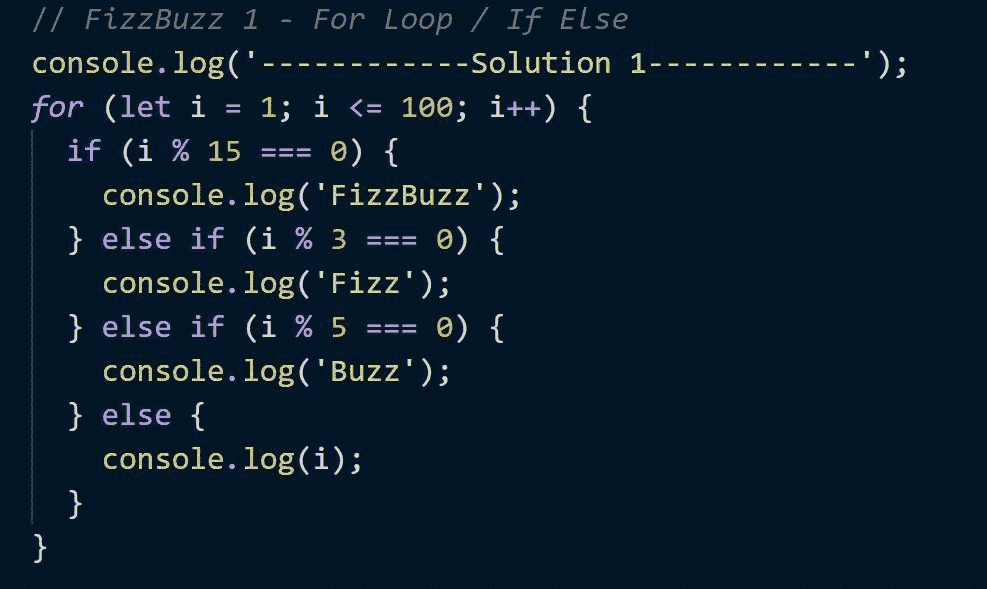 // FizzBuzz 1 - For Loop / If Else
console.log('------------Solution 1------------');
for (let i = 1; i <= 100; i++) {
  if (i % 15 === 0) {
    console.log('FizzBuzz');
  } else if (i % 3 === 0) {
    console.log('Fizz');
  } else if (i % 5 === 0) {
    console.log('Buzz');
  } else {
    console.log(i);
  }
}